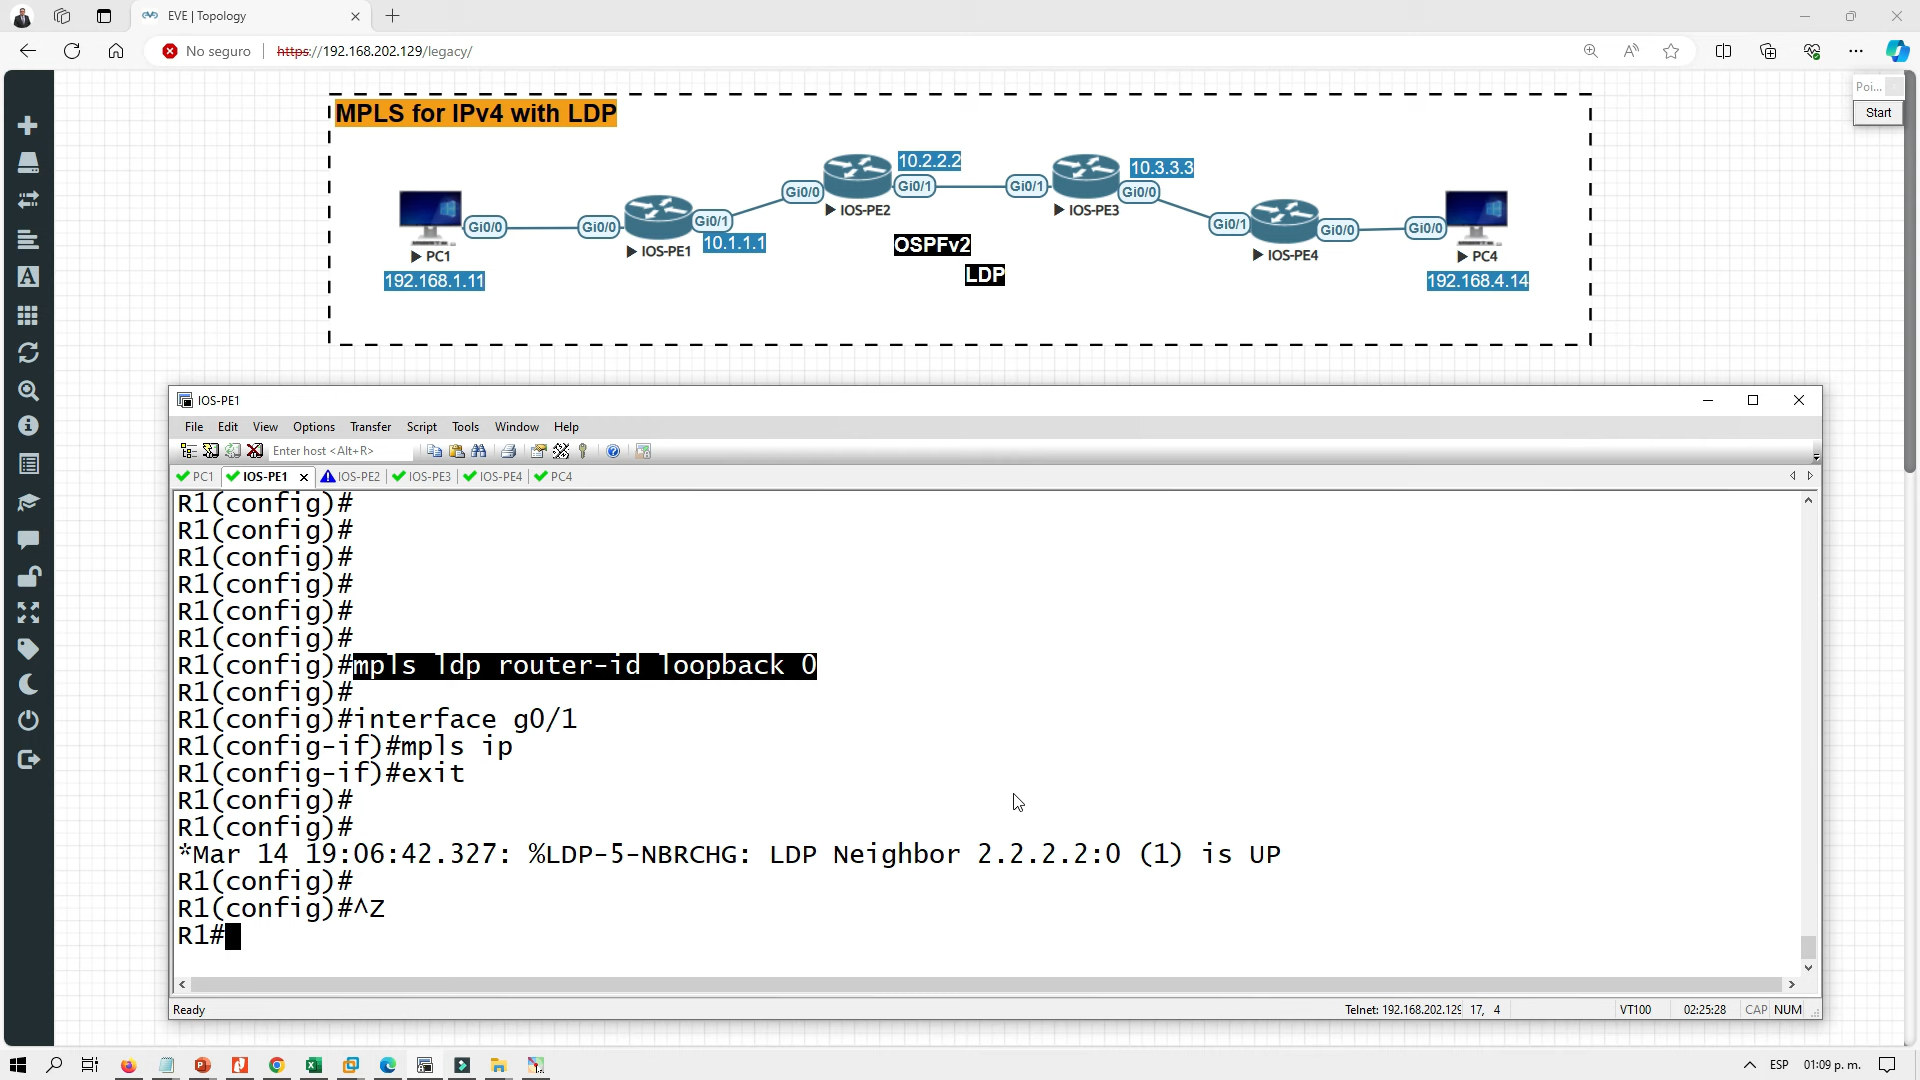 EVE | Topology
No seguro
https://192.168.202.129/legacy/
Poi...
Start
MPLS for IPv4 with LDP
10.2.2.2
10.3.3.3
Gi0/0
Gi0/1
Gi0/1
Gi0/0
IOS-PE2
IOS-PE3
Gi0/0
Gi0/0
Gi0/1
Gi0/1
Gi0/0
Gi0/0
10.1.1.1
OSPFv2
PC1
IOS-PE1
IOS-PE4
PC4
LDP
192.168.1.11
192.168.4.14
IOS-PE1
File Edit View Options Transfer Script Tools Window Help
Enter host <Alt+R>
PC1 IOS-PE1 IOS-PE2 IOS-PE3 IOS-PE4 PC4
R1(config)#
R1(config)#
R1(config)#
R1(config)#
R1(config)#
R1(config)#
R1(config)#mpls ldp router-id loopback 0
R1(config)#
R1(config)#interface g0/1
R1(config-if)#mpls ip
R1(config-if)#exit
R1(config)#
R1(config)#
*Mar 14 19:06:42.327: %LDP-5-NBRCHG: LDP Neighbor 2.2.2.2:0 (1) is UP
R1(config)#
R1(config)#^Z
R1#
Ready
Telnet: 192.168.202.129 17, 4 VT100 02:25:28 CAP NUM
ESP 01:09 p. m.